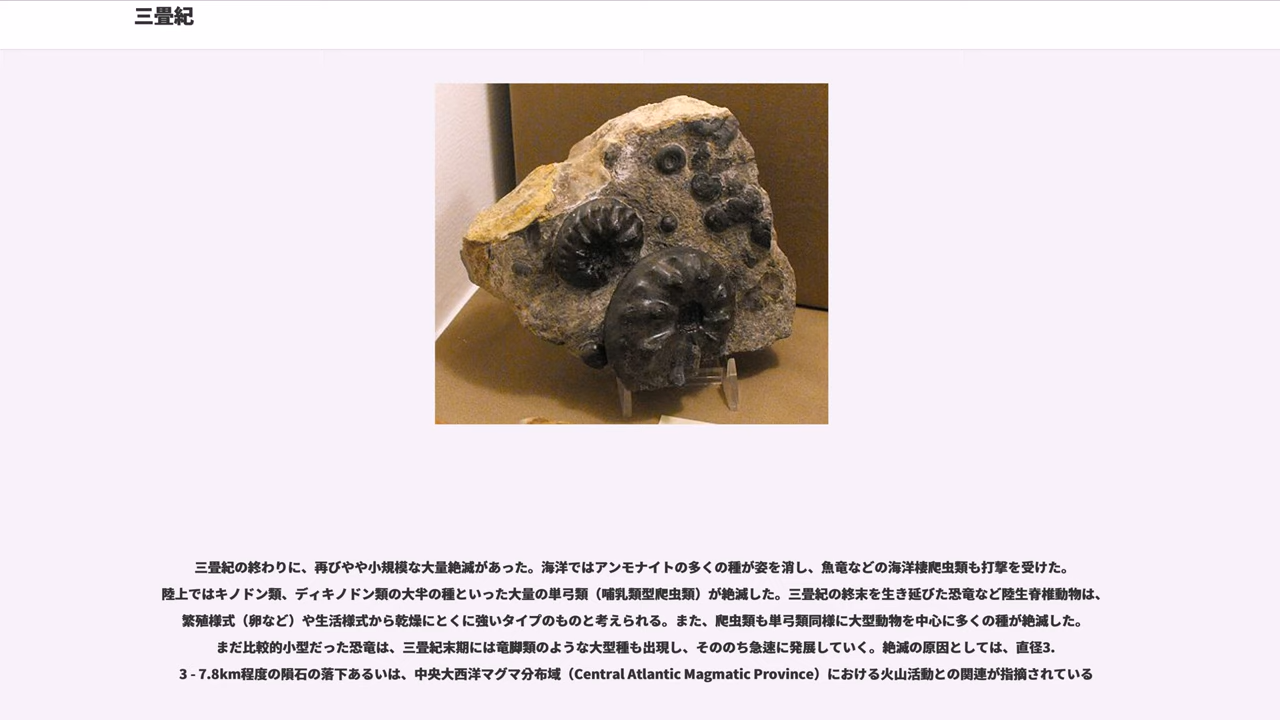 三畳紀
三畳紀の終わりに、再びやや小規模な大量絶滅があった。海洋ではアンモナイトの多くの種が姿を消し、魚竜などの海洋棲爬虫類も打撃を受けた。
陸上ではキノドン類、ディキノドン類の大半の種といった大量の単弓類（哺乳類型爬虫類）が絶滅した。三畳紀の終末を生き延びた恐竜など陸生脊椎動物は、
繁殖様式（卵など）や生活様式から乾燥にとくに強いタイプのものと考えられる。また、爬虫類も単弓類同様に大型動物を中心に多くの種が絶滅した。
まだ比較的小型だった恐竜は、三畳紀末期には竜脚類のような大型種も出現し、そののち急速に発展していく。絶滅の原因としては、直径3.
3 - 7.8km程度の隕石の落下あるいは、中央大西洋マグマ分布域（Central Atlantic Magmatic Province）における火山活動との関連が指摘されている